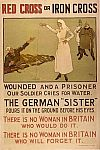 RED CROSS OR IRON CROSS
WOUNDED AND A PRISONER
OUR SOLDIER CRIES FOR WATER.
THE GERMAN "SISTER"
POURS IT ON THE GROUND BEFORE HIS EYES.
THERE IS NO WOMAN IN BRITAIN
WHO WOULD DO IT.
THERE IS NO WOMAN IN BRITAIN
WHO WILL FORGET IT.